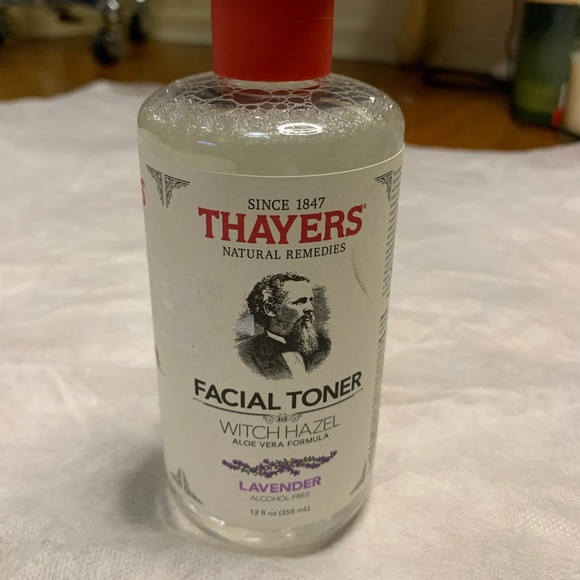 SINCE 1847
THAYERS®
NATURAL REMEDIES
FACIAL TONER
WITCH HAZEL
ALOE VERA FORMULA
LAVENDER
ALCOHOL-FREE
12 fl oz (355 mL)